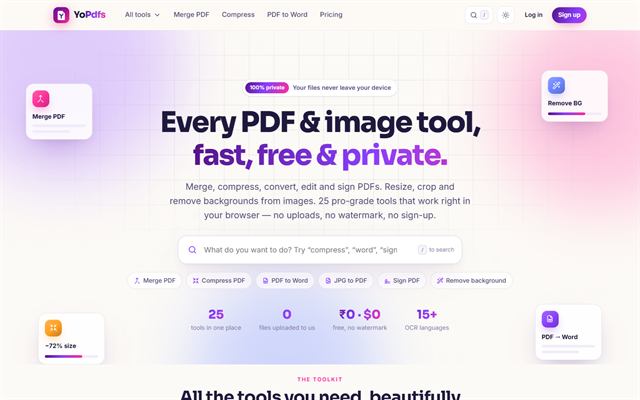 YoPdfs
All tools
Merge PDF
Compress
PDF to Word
Pricing
/
Log in
Sign up
100% private
Your files never leave your device
Merge PDF
Remove BG
Every PDF & image tool,
fast, free & private.
Merge, compress, convert, edit and sign PDFs. Resize, crop and
remove backgrounds from images. 25 pro-grade tools that work right in
your browser — no uploads, no watermark, no sign-up.
What do you want to do? Try “compress”, “word”, “sign
/ to search
Merge PDF
Compress PDF
PDF to Word
JPG to PDF
Sign PDF
Remove background
25
tools in one place
0
files uploaded to us
₹0 · $0
free, no watermark
15+
OCR languages
~72% size
PDF → Word
THE TOOLKIT
All the tools you need, beautifully